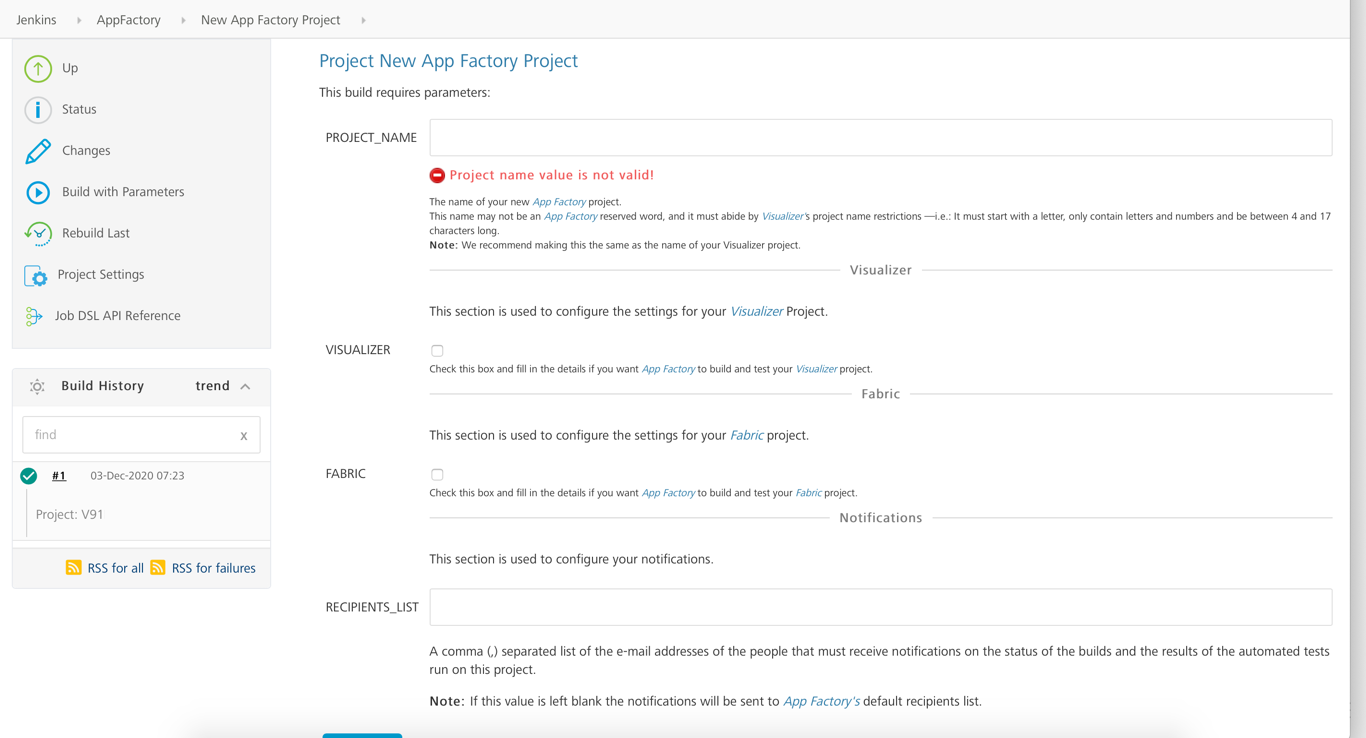 Jenkins AppFactory New App Factory Project
Up
Status
Changes
Build with Parameters
Rebuild Last
Project Settings
Job DSL API Reference
Build History trend
find x
#1 03-Dec-2020 07:23
Project: V91
RSS for all RSS for failures
Project New App Factory Project
This build requires parameters:
PROJECT_NAME
Project name value is not valid!
The name of your new App Factory project.
This name may not be an App Factory reserved word, and it must abide by Visualizer's project name restrictions —i.e.: It must start with a letter, only contain letters and numbers and be between 4 and 17
characters long.
Note: We recommend making this the same as the name of your Visualizer project.
Visualizer
This section is used to configure the settings for your Visualizer Project.
VISUALIZER
Check this box and fill in the details if you want App Factory to build and test your Visualizer project.
Fabric
This section is used to configure the settings for your Fabric project.
FABRIC
Check this box and fill in the details if you want App Factory to build and test your Fabric project.
Notifications
This section is used to configure your notifications.
RECIPIENTS_LIST
A comma (,) separated list of the e-mail addresses of the people that must receive notifications on the status of the builds and the results of the automated tests
run on this project.
Note: If this value is left blank the notifications will be sent to App Factory's default recipients list.